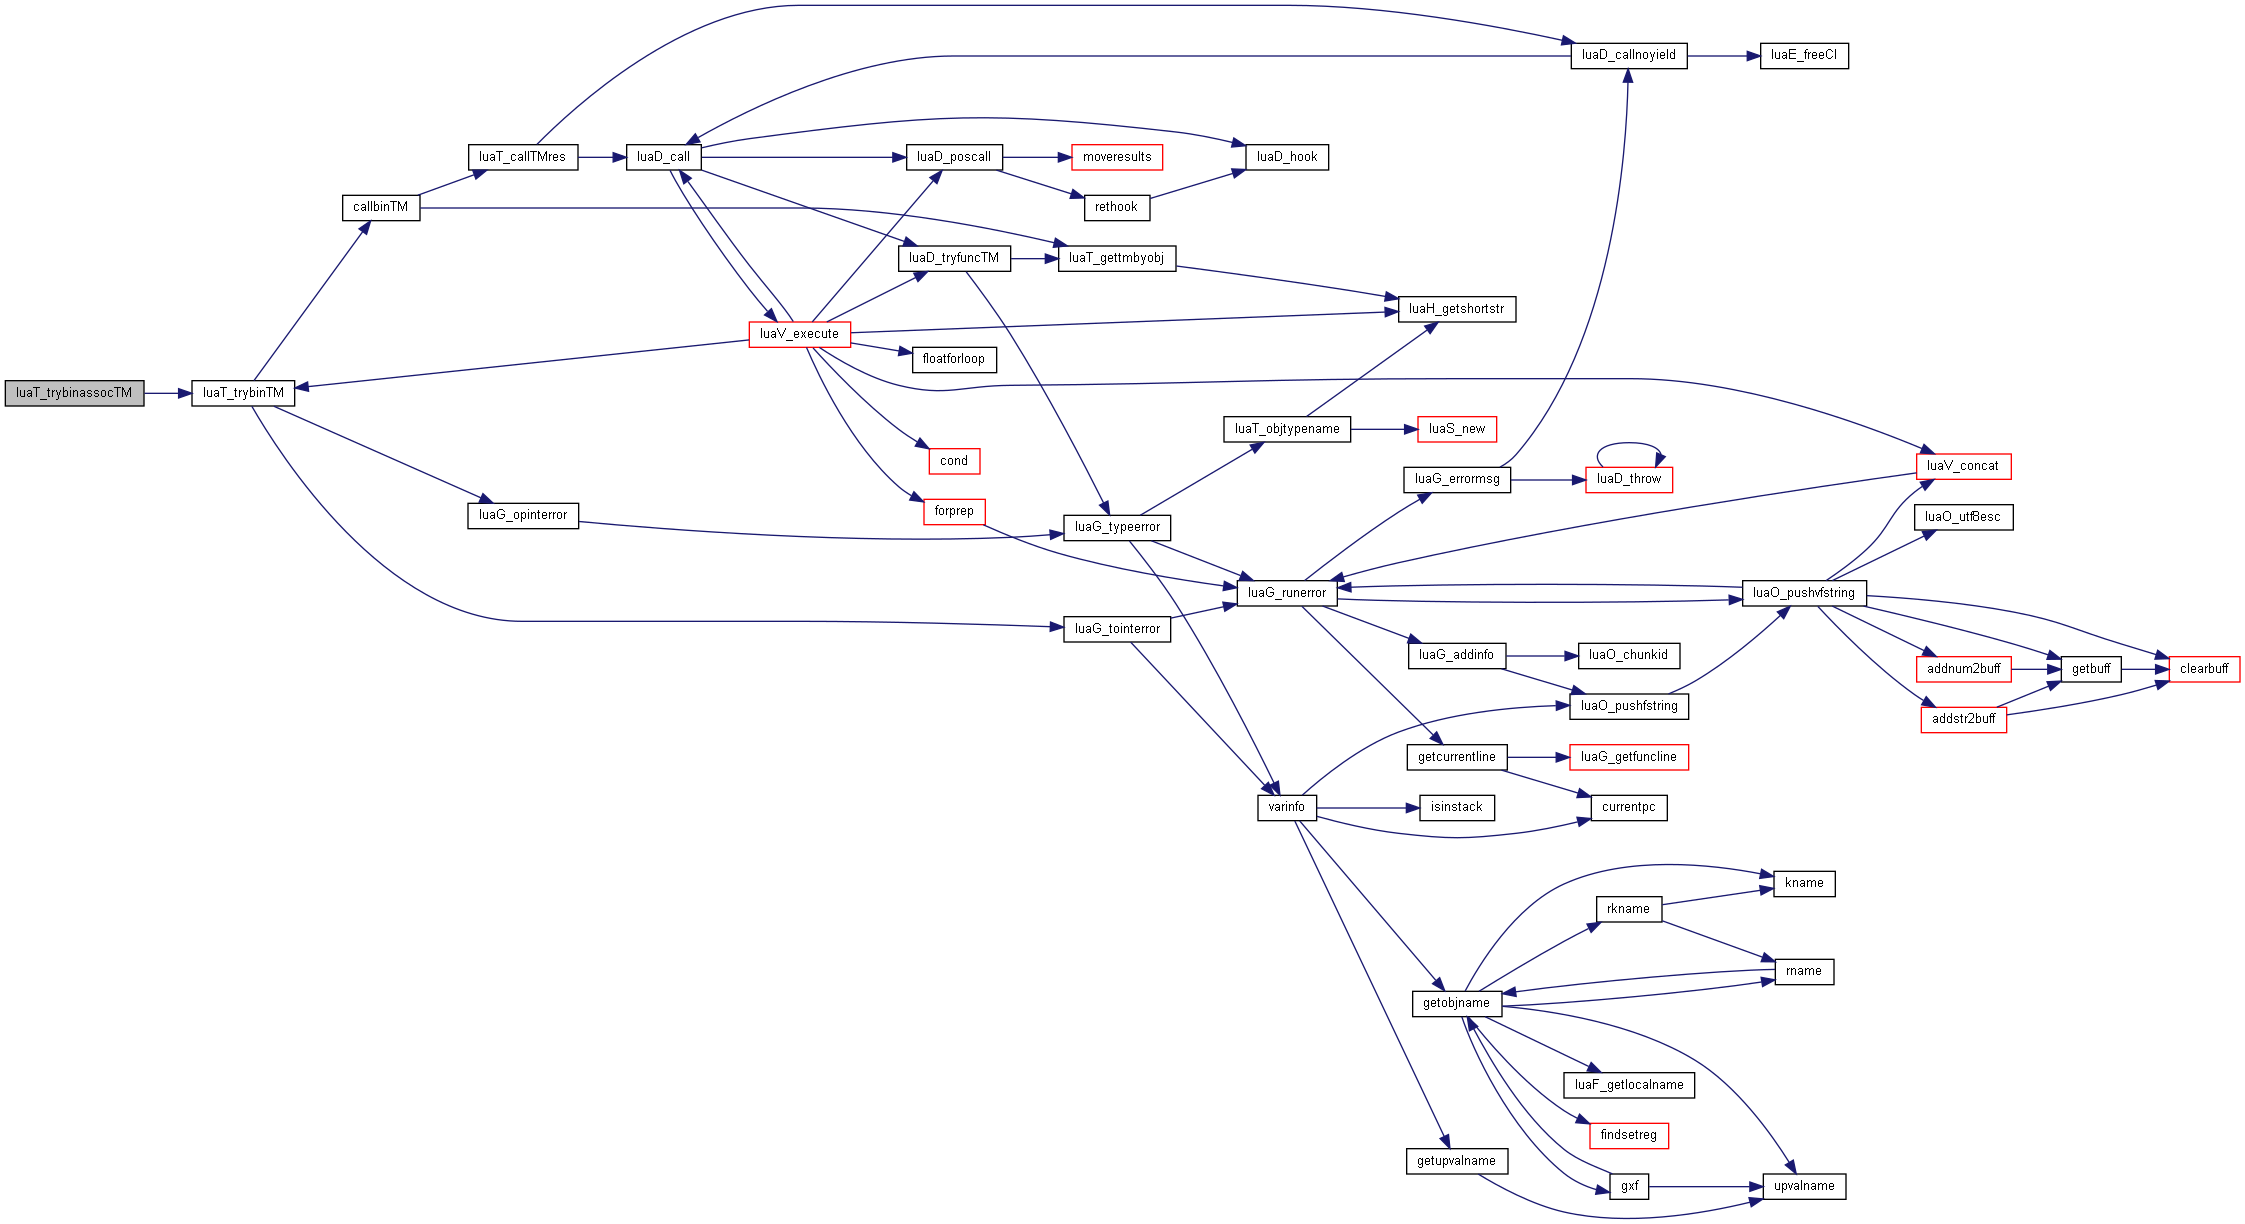 luaD_callnoyield
luaE_freeCI
luaT_callTMres
luaD_call
luaD_poscall
moveresults
luaD_hook
callbinTM
rethook
luaD_tryfuncTM
luaT_gettmbyobj
luaH_getshortstr
luaV_execute
floatforloop
luaT_trybinassocTM
luaT_trybinTM
luaT_objtypename
luaS_new
cond
luaV_concat
luaG_errormsg
luaD_throw
forprep
luaG_opinterror
luaO_utf8esc
luaG_typeerror
luaG_runerror
luaO_pushvfstring
luaG_tointerror
luaG_addinfo
luaO_chunkid
addnum2buff
getbuff
clearbuff
luaO_pushfstring
addstr2buff
getcurrentline
luaG_getfuncline
varinfo
isinstack
currentpc
kname
rkname
rname
getobjname
luaF_getlocalname
findsetreg
getupvalname
gxf
upvalname